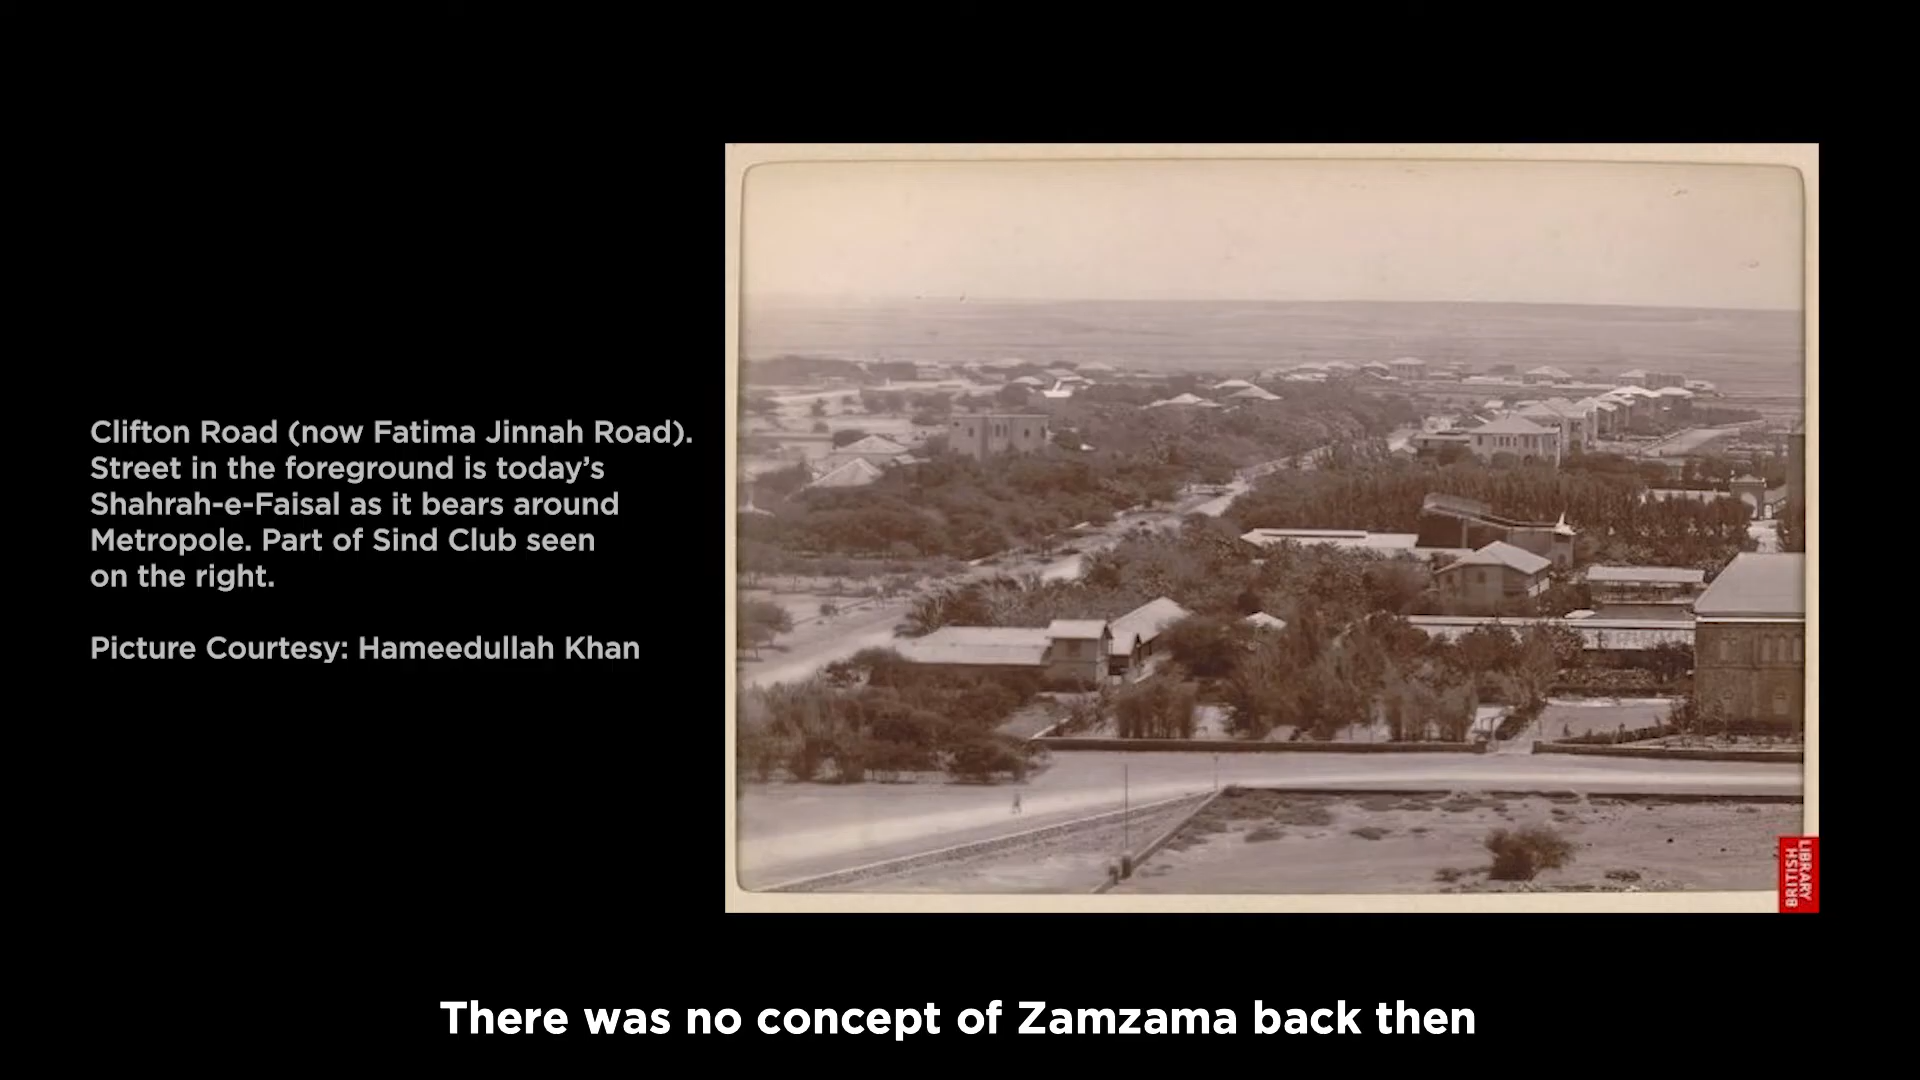 Clifton Road (now Fatima Jinnah Road).
Street in the foreground is today's
Shahrah-e-Faisal as it bears around
Metropole. Part of Sind Club seen
on the right.
Picture Courtesy: Hameedullah Khan
BRITISH
LIBRARY
There was no concept of Zamzama back then